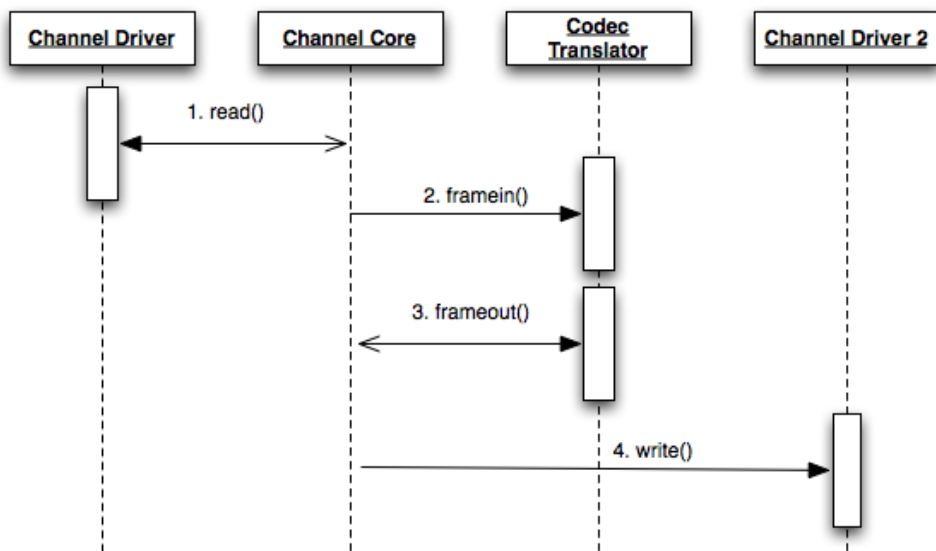 Channel Driver
Channel Core
Codec
Translator
Channel Driver 2
1. read()
2. framein()
3. frameout()
4. write()